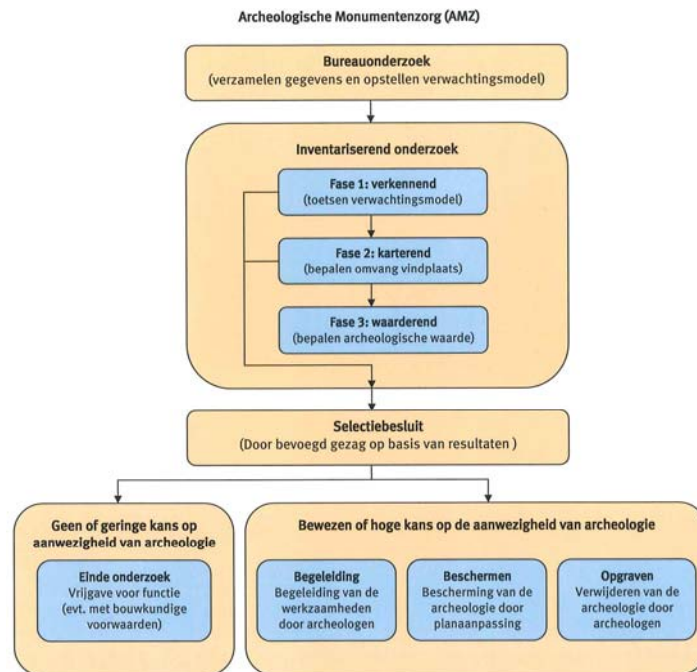 Archeologische Monumentenzorg (AMZ)
Bureauonderzoek
(verzamelen gegevens en opstellen verwachtingsmodel)
Inventariserend onderzoek
Fase 1: verkennend
(toetsen verwachtingsmodel)
Fase 2: karterend
(bepalen omvang vindplaats)
Fase 3: waarderend
(bepalen archeologische waarde)
Selectiebesluit
(Door bevoegd gezag op basis van resultaten )
Geen of geringe kans op
aanwezigheid van archeologie
Einde onderzoek
Vrijgave voor functie
(evt. met bouwkundige
voorwaarden)
Bewezen of hoge kans op de aanwezigheid van archeologie
Begeleiding
Begeleiding van de
werkzaamheden
door archeologen
Beschermen
Bescherming van de
archeologie door
planaanpassing
Opgraven
Verwijderen van de
archeologie door
archeologen